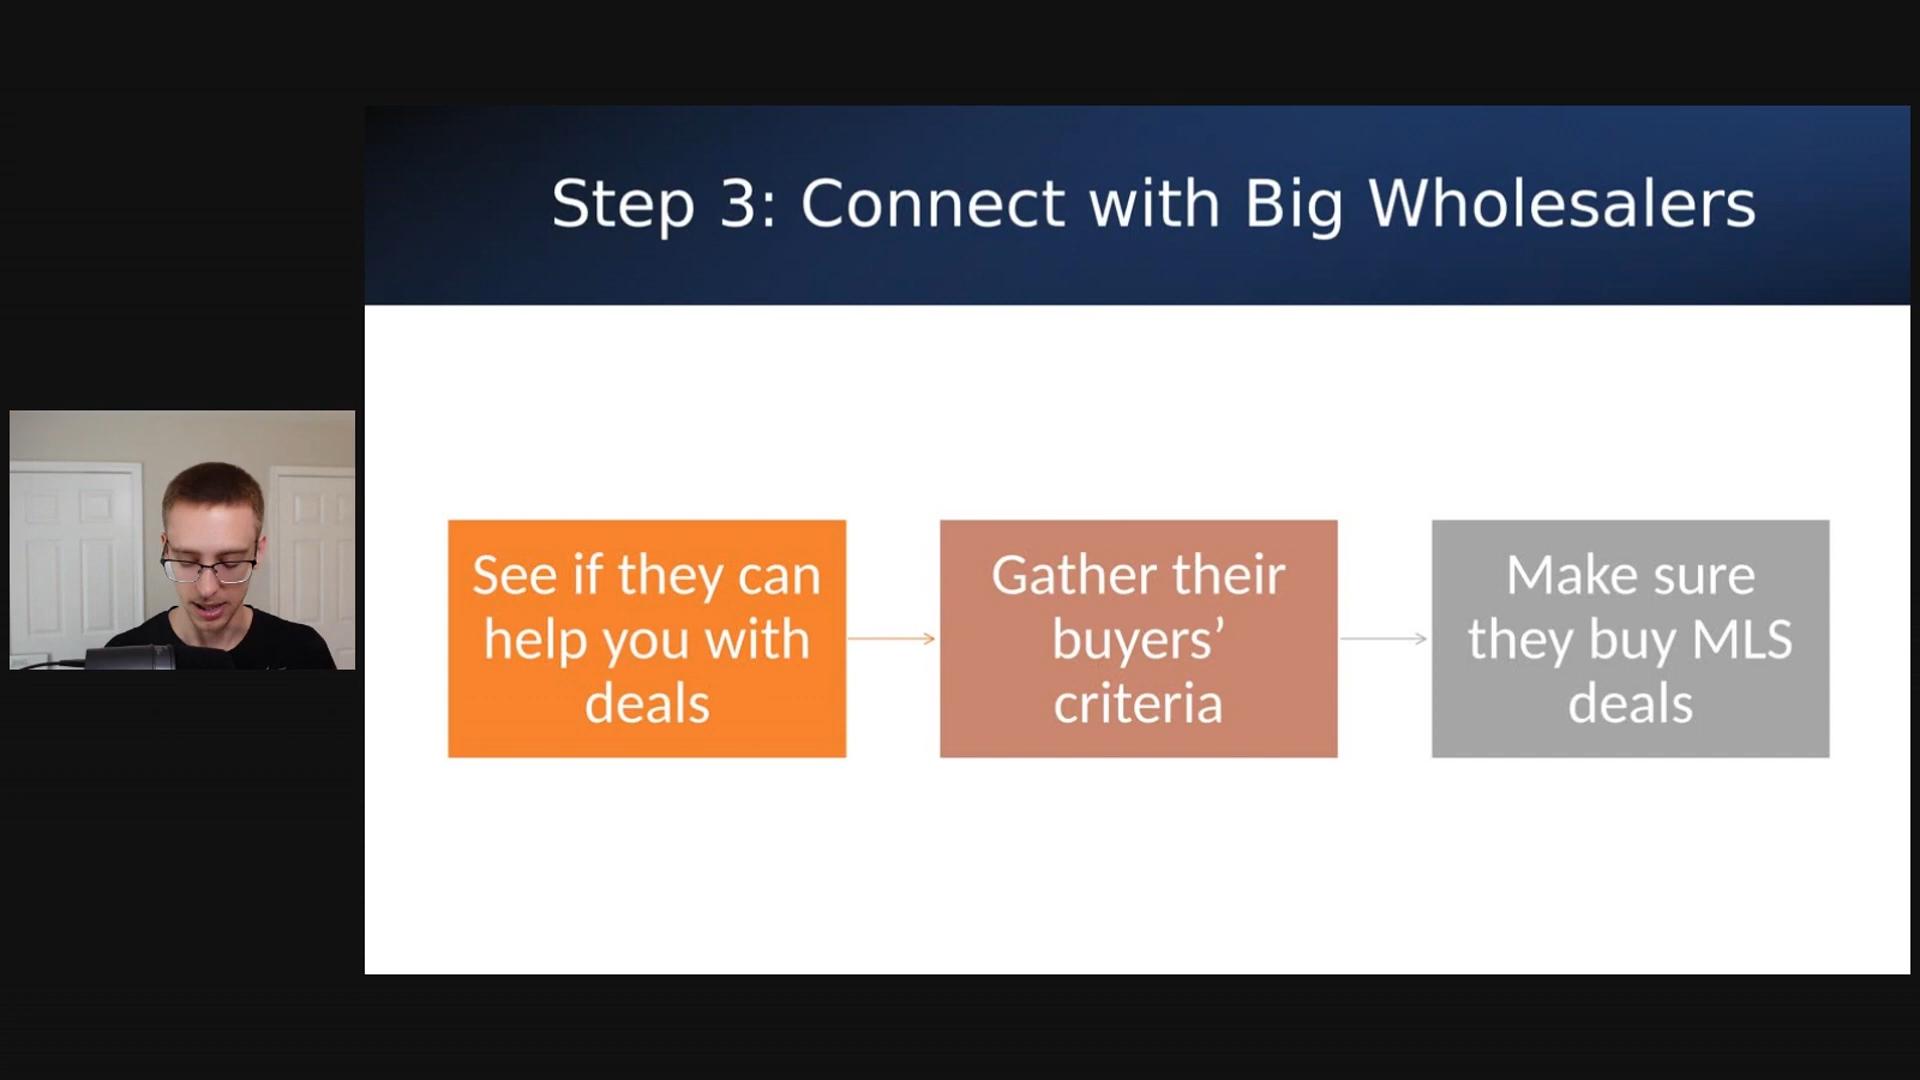 Step 3: Connect with Big Wholesalers
See if they can
help you with
deals
Gather their
buyers’
criteria
Make sure
they buy MLS
deals